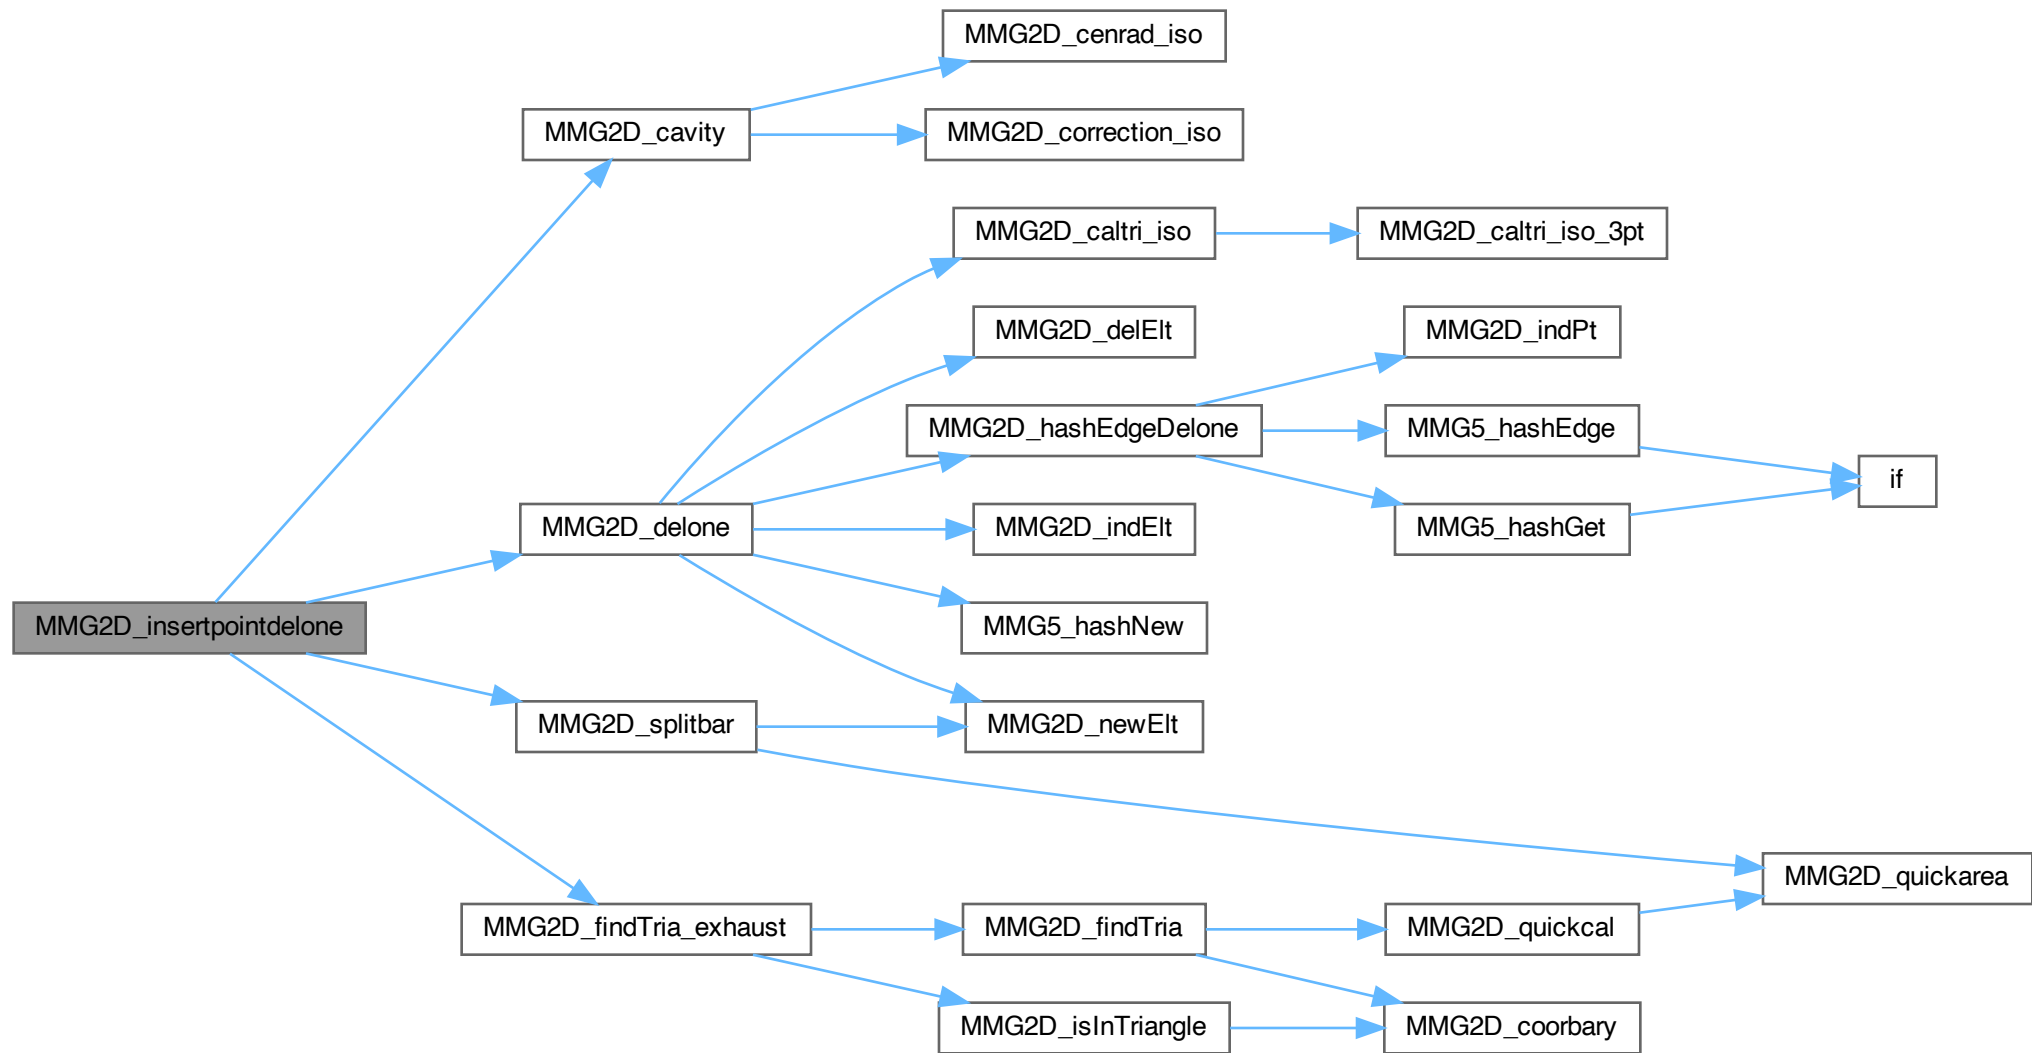 MMG2D_cenrad_iso
MMG2D_cavity
MMG2D_correction_iso
MMG2D_caltri_iso
MMG2D_caltri_iso_3pt
MMG2D_delElt
MMG2D_indPt
MMG2D_hashEdgeDelone
MMG5_hashEdge
if
MMG2D_delone
MMG2D_indElt
MMG5_hashGet
MMG2D_insertpointdelone
MMG5_hashNew
MMG2D_splitbar
MMG2D_newElt
MMG2D_quickarea
MMG2D_findTria_exhaust
MMG2D_findTria
MMG2D_quickcal
MMG2D_isInTriangle
MMG2D_coorbary